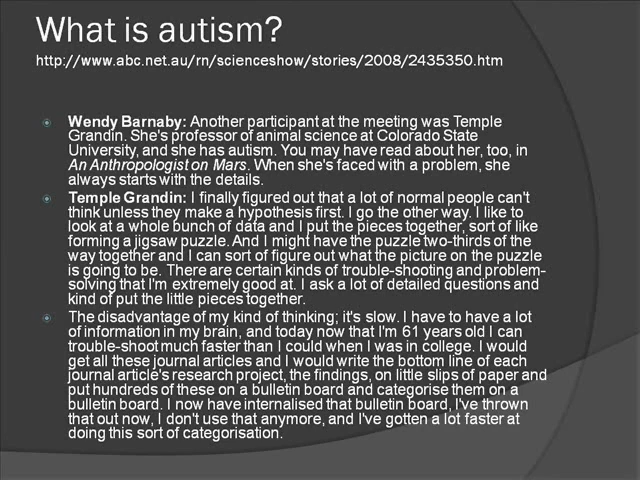 What is autism?
http://www.abc.net.au/rn/scienceshow/stories/2008/2435350.htm
Wendy Barnaby: Another participant at the meeting was Temple
Grandin. She's professor of animal science at Colorado State
University, and she has autism. You may have read about her, too, in
An Anthropologist on Mars. When she's faced with a problem, she
always starts with the details.
Temple Grandin: I finally figured out that a lot of normal people can't
think unless they make a hypothesis first. I go the other way. I like to
look at a whole bunch of data and I put the pieces together, sort of like
forming a jigsaw puzzle. And I might have the puzzle two-thirds of the
way together and I can sort of figure out what the picture on the puzzle
is going to be. There are certain kinds of trouble-shooting and problem-
solving that I'm extremely good at. I ask a lot of detailed questions and
kind of put the little pieces together.
The disadvantage of my kind of thinking; it's slow. I have to have a lot
of information in my brain, and today now that I'm 61 years old I can
trouble-shoot much faster than I could when I was in college. I would
get all these journal articles and I would write the bottom line of each
journal article's research project, the findings, on little slips of paper and
put hundreds of these on a bulletin board and categorise them on a
bulletin board. I now have internalised that bulletin board, I've thrown
that out now, I don't use that anymore, and I've gotten a lot faster at
doing this sort of categorisation.